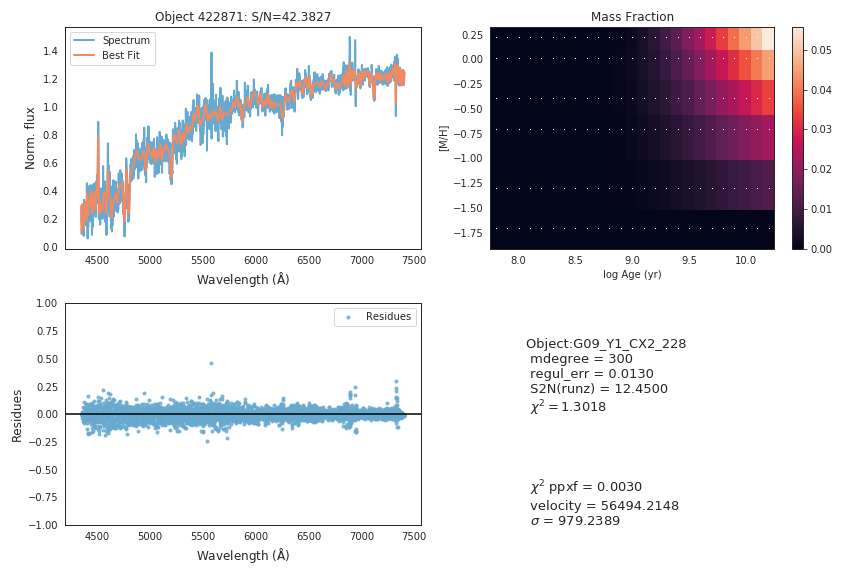 Object 422871: S/N=42.3827
Spectrum
Best Fit
Norm. flux
1.4
1.2
1.0
0.8
0.6
0.4
0.2
0.0
4500 5000 5500 6000 6500 7000 7500
Wavelength (Å)
Mass Fraction
[M/H]
0.25
0.00
−0.25
−0.50
−0.75
−1.00
−1.25
−1.50
−1.75
8.0 8.5 9.0 9.5 10.0
log Age (yr)
0.05
0.04
0.03
0.02
0.01
0.00
Residues
Residues
1.00
0.75
0.50
0.25
0.00
−0.25
−0.50
−0.75
−1.00
4500 5000 5500 6000 6500 7000 7500
Wavelength (Å)
Object:G09_Y1_CX2_228
mdegree = 300
regul_err = 0.0130
S2N(runz) = 12.4500
χ² = 1.3018
χ² ppxf = 0.0030
velocity = 56494.2148
σ = 979.2389